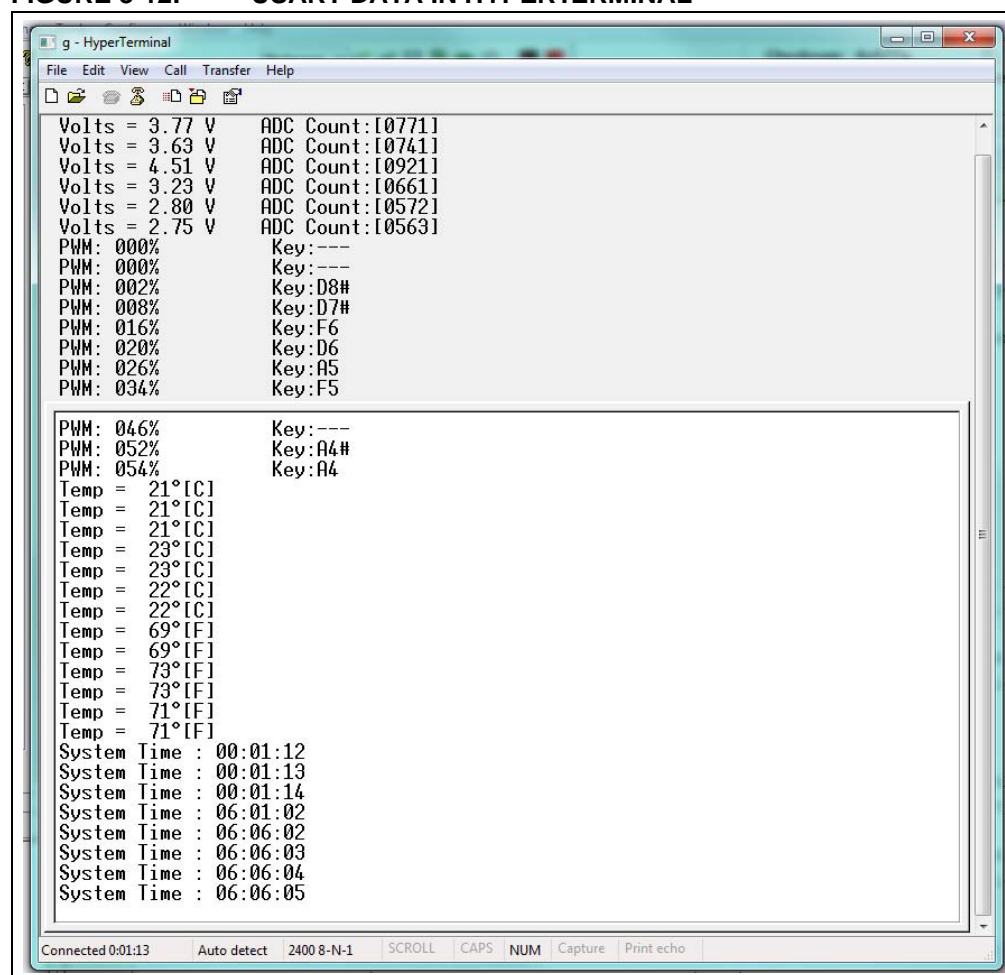 g - HyperTerminal
File Edit View Call Transfer Help
Volts = 3.77 V ADC Count:[0771]
Volts = 3.63 V ADC Count:[0741]
Volts = 4.51 V ADC Count:[0921]
Volts = 3.23 V ADC Count:[0661]
Volts = 2.80 V ADC Count:[0572]
Volts = 2.75 V ADC Count:[0563]
PWM: 000% Key:---
PWM: 000% Key:---
PWM: 002% Key:D8#
PWM: 008% Key:D7#
PWM: 016% Key:F6
PWM: 020% Key:D6
PWM: 026% Key:A5
PWM: 034% Key:F5
PWM: 046% Key:---
PWM: 052% Key:A4#
PWM: 054% Key:A4
Temp = 21°[C]
Temp = 21°[C]
Temp = 21°[C]
Temp = 23°[C]
Temp = 23°[C]
Temp = 22°[C]
Temp = 22°[C]
Temp = 69°[F]
Temp = 69°[F]
Temp = 73°[F]
Temp = 73°[F]
Temp = 71°[F]
Temp = 71°[F]
System Time : 00:01:12
System Time : 00:01:13
System Time : 00:01:14
System Time : 06:01:02
System Time : 06:06:02
System Time : 06:06:03
System Time : 06:06:04
System Time : 06:06:05
Connected 0:01:13 Auto detect 2400 8-N-1 SCROLL CAPS NUM Capture Print echo